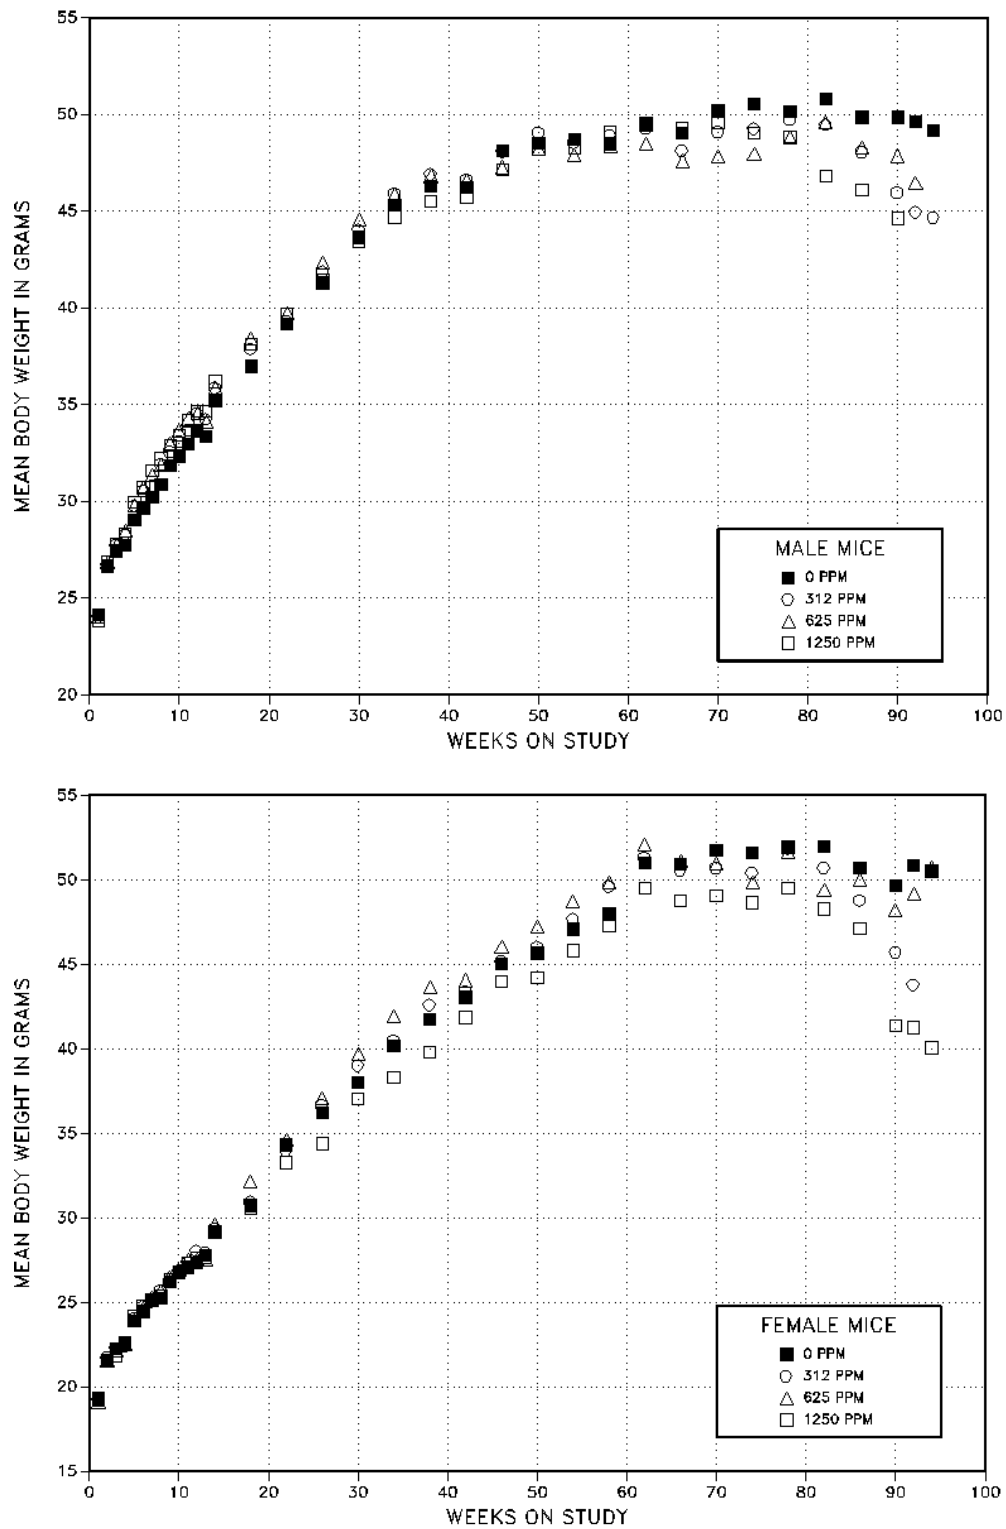 55
50
45
40
35
30
25
20
MEAN BODY WEIGHT IN GRAMS
MALE MICE
0 PPM
312 PPM
625 PPM
1250 PPM
0 10 20 30 40 50 60 70 80 90 100
WEEKS ON STUDY
55
50
45
40
35
30
25
20
15
MEAN BODY WEIGHT IN GRAMS
FEMALE MICE
0 PPM
312 PPM
625 PPM
1250 PPM
0 10 20 30 40 50 60 70 80 90 100
WEEKS ON STUDY